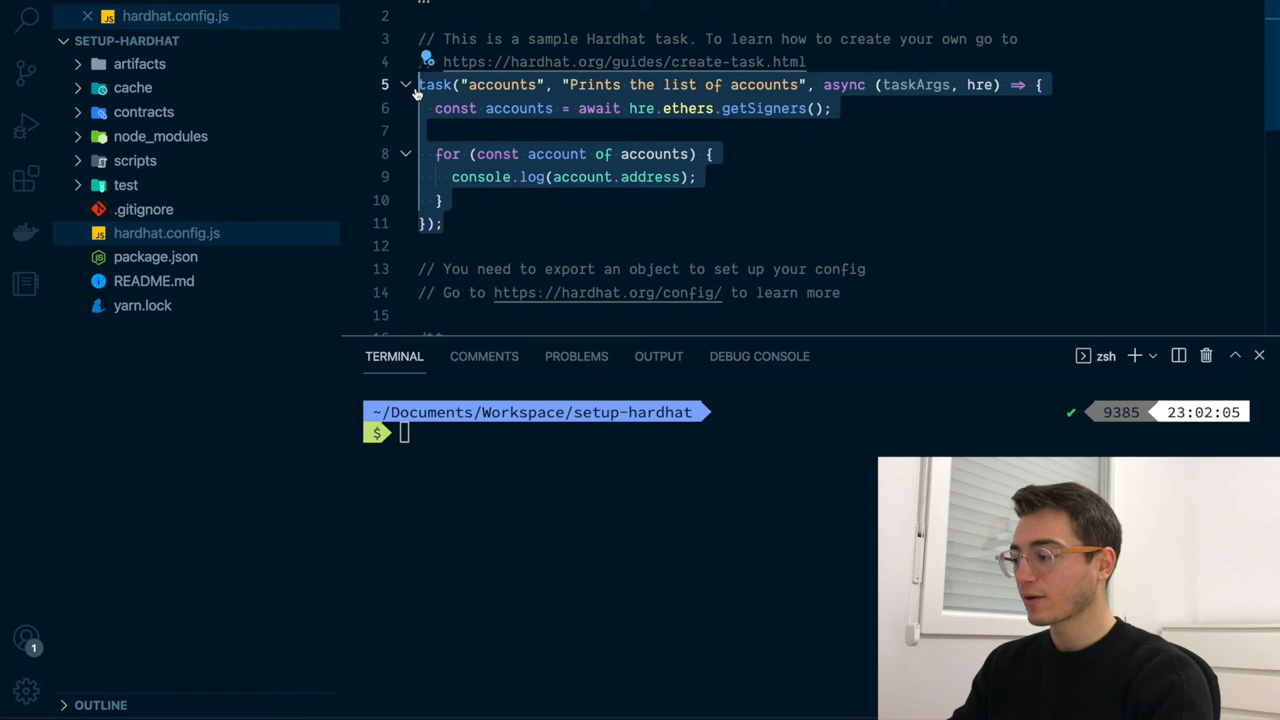 hardhat.config.js
SETUP-HARDHAT
artifacts
cache
contracts
node_modules
scripts
test
.gitignore
hardhat.config.js
package.json
README.md
yarn.lock
1
OUTLINE
2
3 // This is a sample Hardhat task. To learn how to create your own go to
4 https://hardhat.org/guides/create-task.html
5 task("accounts", "Prints the list of accounts", async (taskArgs, hre) => {
6 const accounts = await hre.ethers.getSigners();
7
8 for (const account of accounts) {
9 console.log(account.address);
10 }
11 });
12
13 // You need to export an object to set up your config
14 // Go to https://hardhat.org/config/ to learn more
15
TERMINAL COMMENTS PROBLEMS OUTPUT DEBUG CONSOLE zsh
~/Documents/Workspace/setup-hardhat ✔ 9385 23:02:05
$